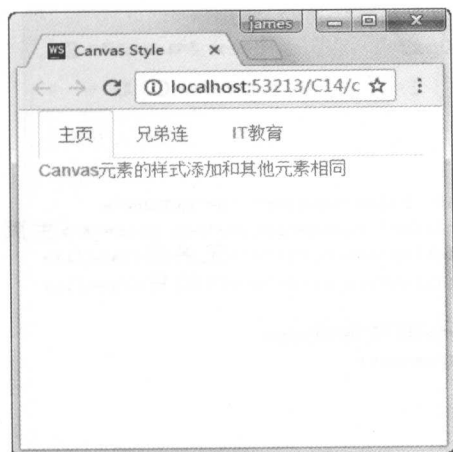 james
WS Canvas Style ×
localhost:53213/C14/c
主页 兄弟连 IT教育
Canvas元素的样式添加和其他元素相同